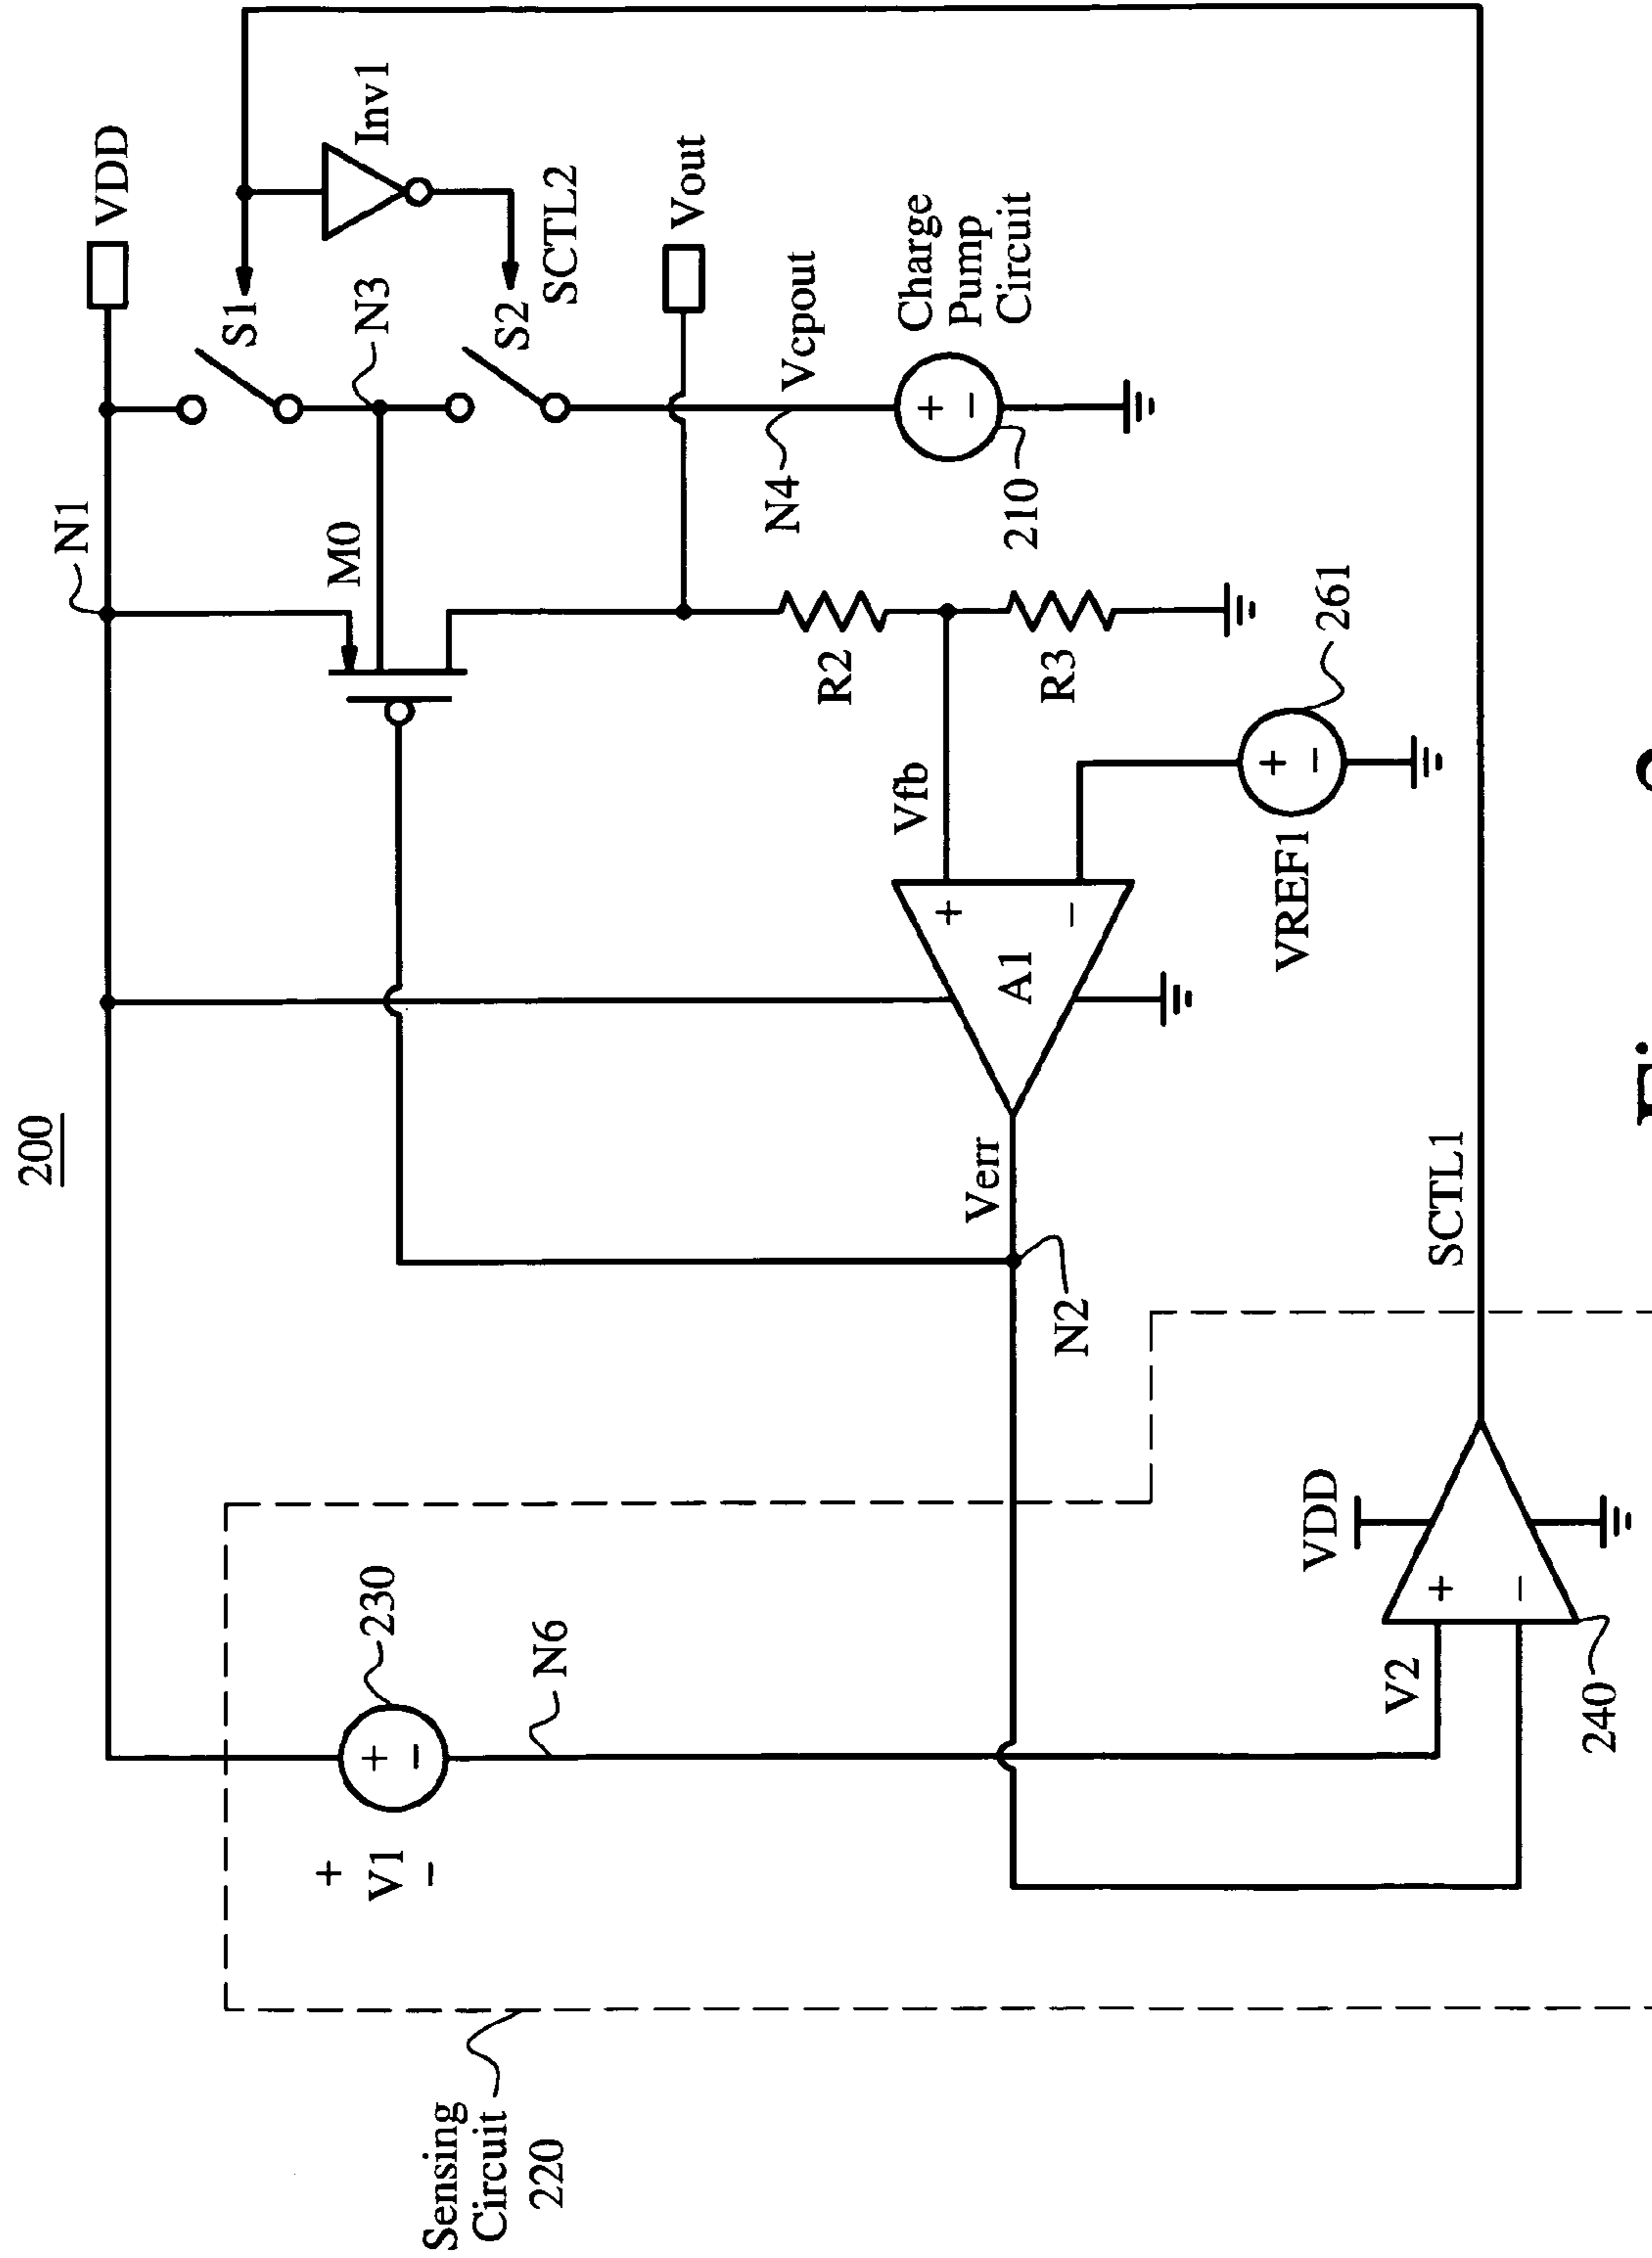 200
N1
VDD
Inv1
S1
N3
M0
S2
SCTL2
Vout
Vcpout
N4
Charge
Pump
Circuit
210
R2
R3
Vfb
+
−
A1
VREF1
+
−
261
+
−
Verr
N2
SCTL1
Sensing
Circuit
220
+
V1
−
+
−
230
N6
V2
VDD
+
−
240